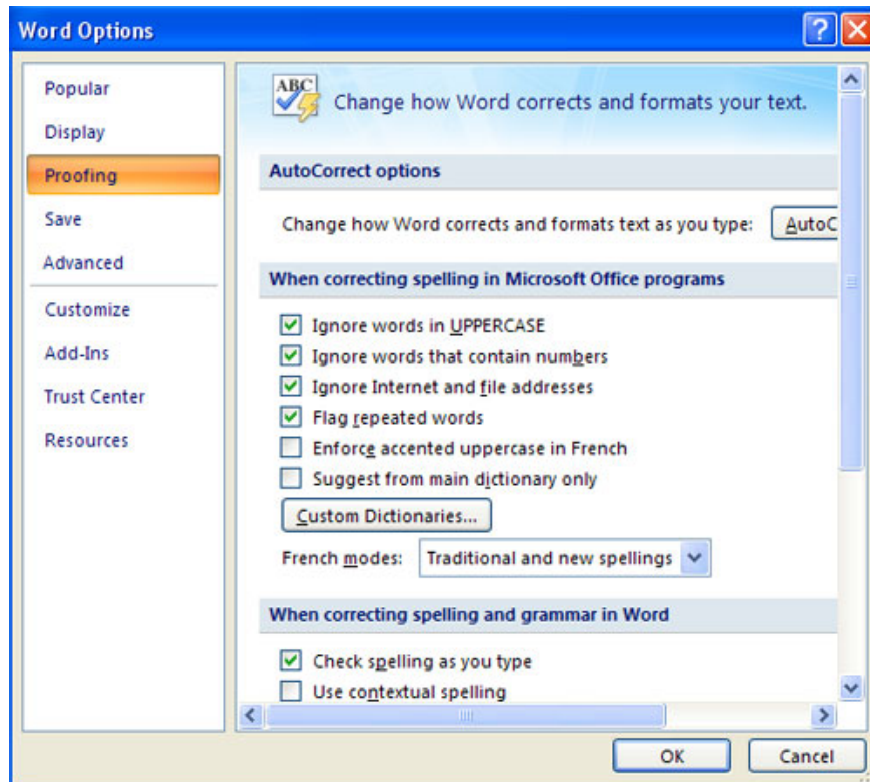 Word Options
Popular
Display
Proofing
Save
Advanced
Customize
Add-Ins
Trust Center
Resources
ABC
Change how Word corrects and formats your text.
AutoCorrect options
Change how Word corrects and formats text as you type: AutoC
When correcting spelling in Microsoft Office programs
Ignore words in UPPERCASE
Ignore words that contain numbers
Ignore Internet and file addresses
Flag repeated words
Enforce accented uppercase in French
Suggest from main dictionary only
Custom Dictionaries...
French modes: Traditional and new spellings
When correcting spelling and grammar in Word
Check spelling as you type
Use contextual spelling
OK Cancel